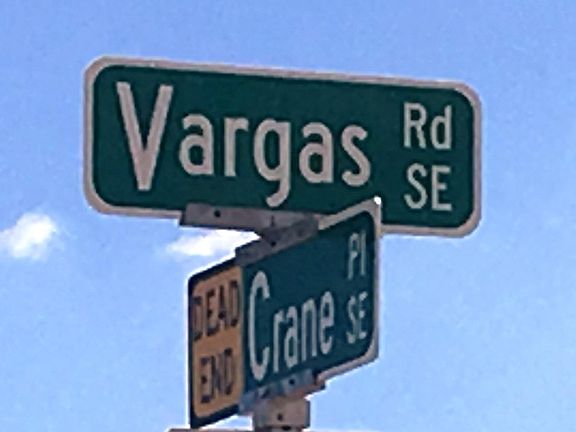 Vargas Rd SE
DEAD END
Crane Pl SE